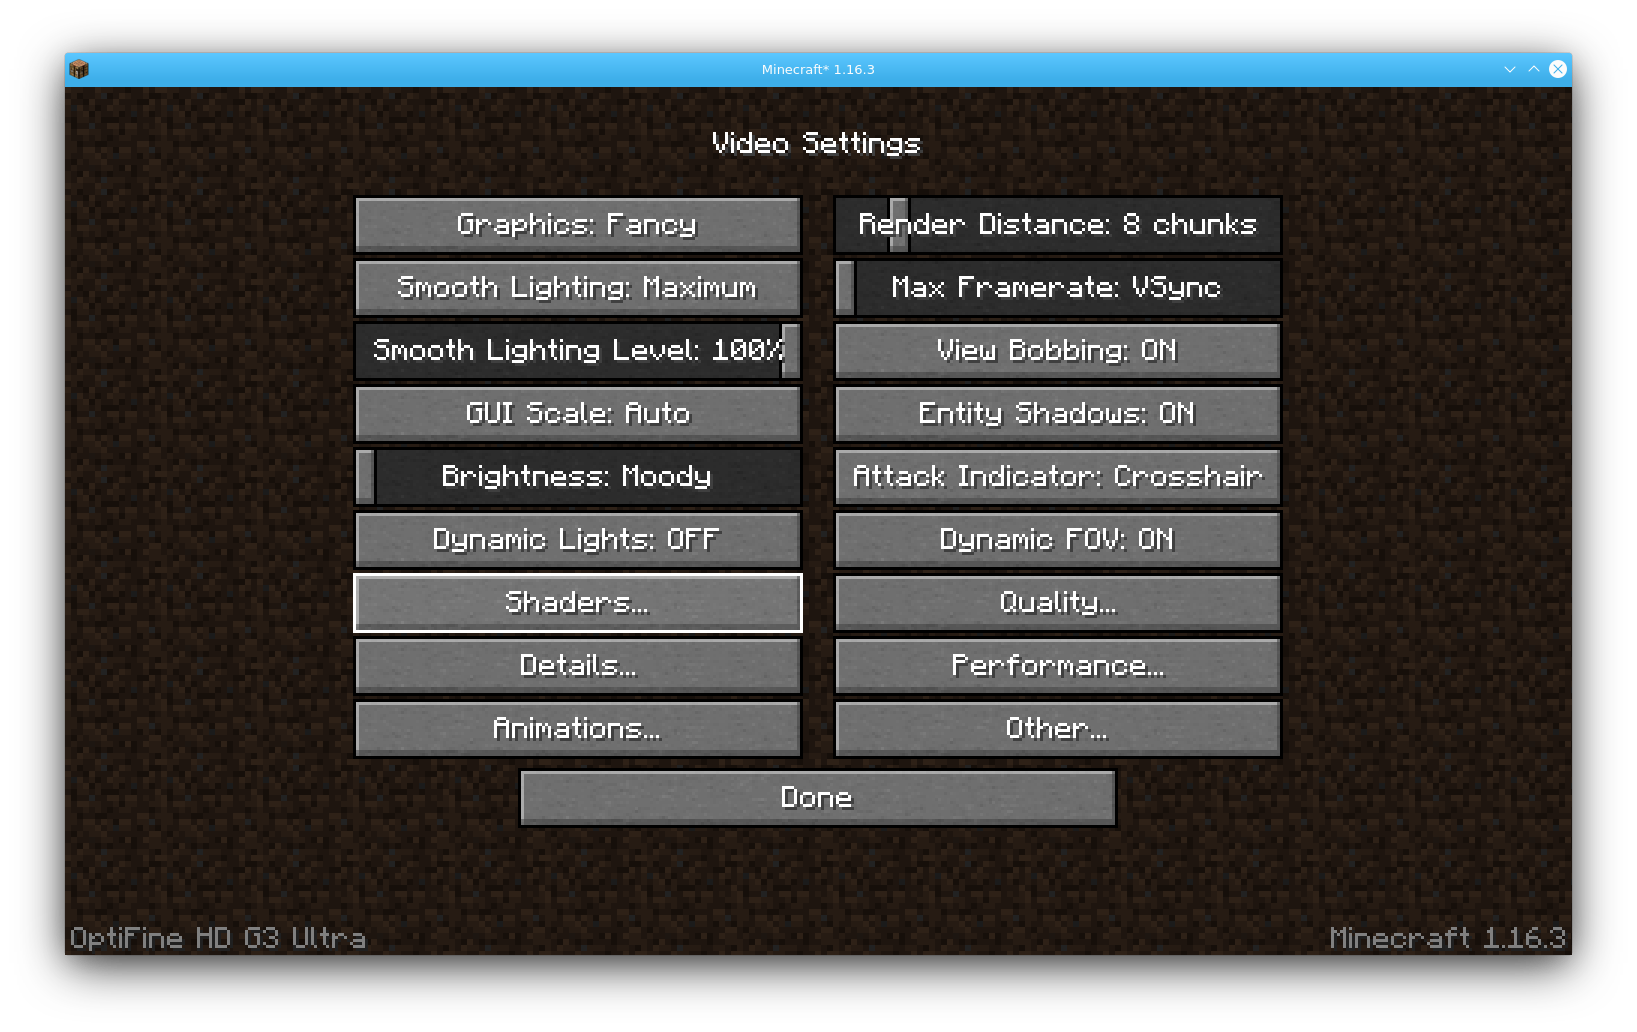 Minecraft* 1.16.3
Video Settings
Graphics: Fancy
Render Distance: 8 chunks
Smooth Lighting: Maximum
Max Framerate: VSync
Smooth Lighting Level: 100%
View Bobbing: ON
GUI Scale: Auto
Entity Shadows: ON
Brightness: Moody
Attack Indicator: Crosshair
Dynamic Lights: OFF
Dynamic FOV: ON
Shaders...
Quality...
Details...
Performance...
Animations...
Other...
Done
OptiFine HD G3 Ultra
Minecraft 1.16.3